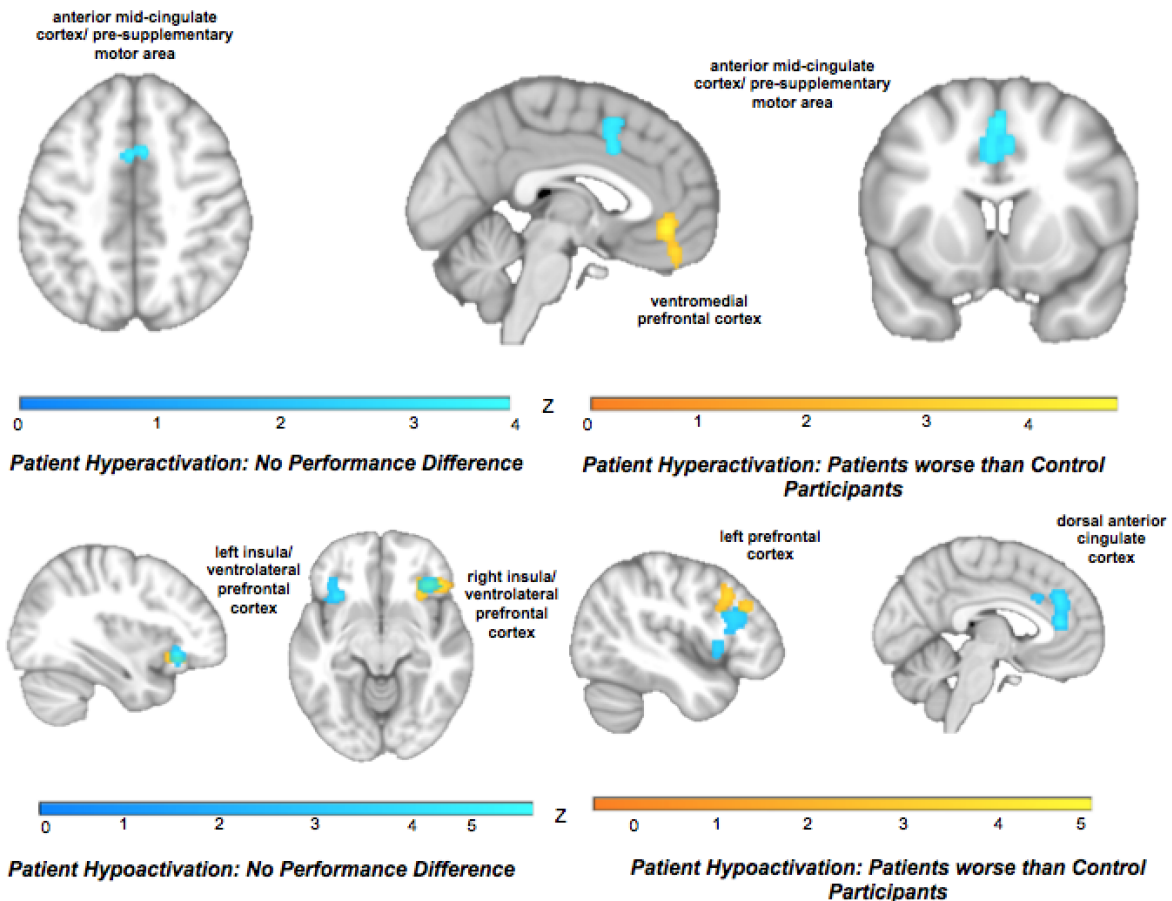 anterior mid-cingulate
cortex/ pre-supplementary
motor area
anterior mid-cingulate
cortex/ pre-supplementary
motor area
ventromedial
prefrontal cortex
0 1 2 3 4
Z
0 1 2 3 4
Patient Hyperactivation: No Performance Difference
Patient Hyperactivation: Patients worse than Control
Participants
left insula/
ventrolateral
prefrontal
cortex
right insula/
ventrolateral
prefrontal
cortex
left prefrontal
cortex
dorsal anterior
cingulate
cortex
0 1 2 3 4 5
Z
0 1 2 3 4 5
Patient Hypoactivation: No Performance Difference
Patient Hypoactivation: Patients worse than Control
Participants